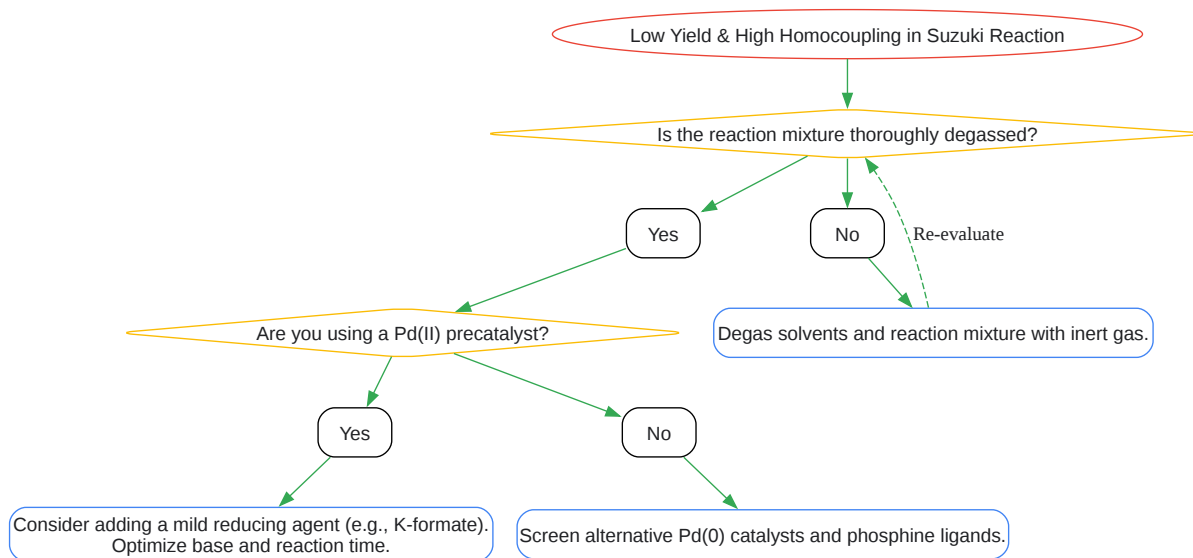 Low Yield & High Homocoupling in Suzuki Reaction
Is the reaction mixture thoroughly degassed?
Yes
No
Re-evaluate
Are you using a Pd(II) precatalyst?
Degas solvents and reaction mixture with inert gas.
Yes
No
Consider adding a mild reducing agent (e.g., K-formate).
Optimize base and reaction time.
Screen alternative Pd(0) catalysts and phosphine ligands.